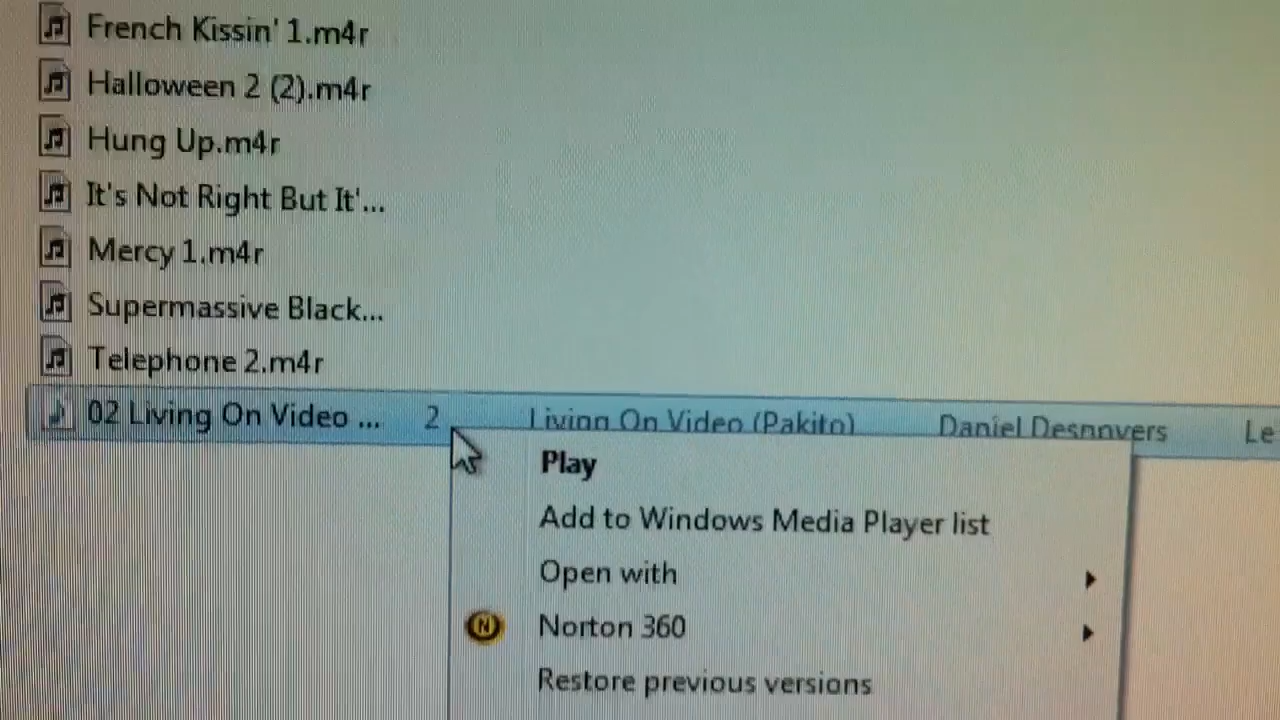 French Kissin' 1.m4r
Halloween 2 (2).m4r
Hung Up.m4r
It's Not Right But It'...
Mercy 1.m4r
Supermassive Black...
Telephone 2.m4r
02 Living On Video ... 2 Living On Video (Pakito) Daniel Desnoyers Le
Play
Add to Windows Media Player list
Open with
N Norton 360
Restore previous versions